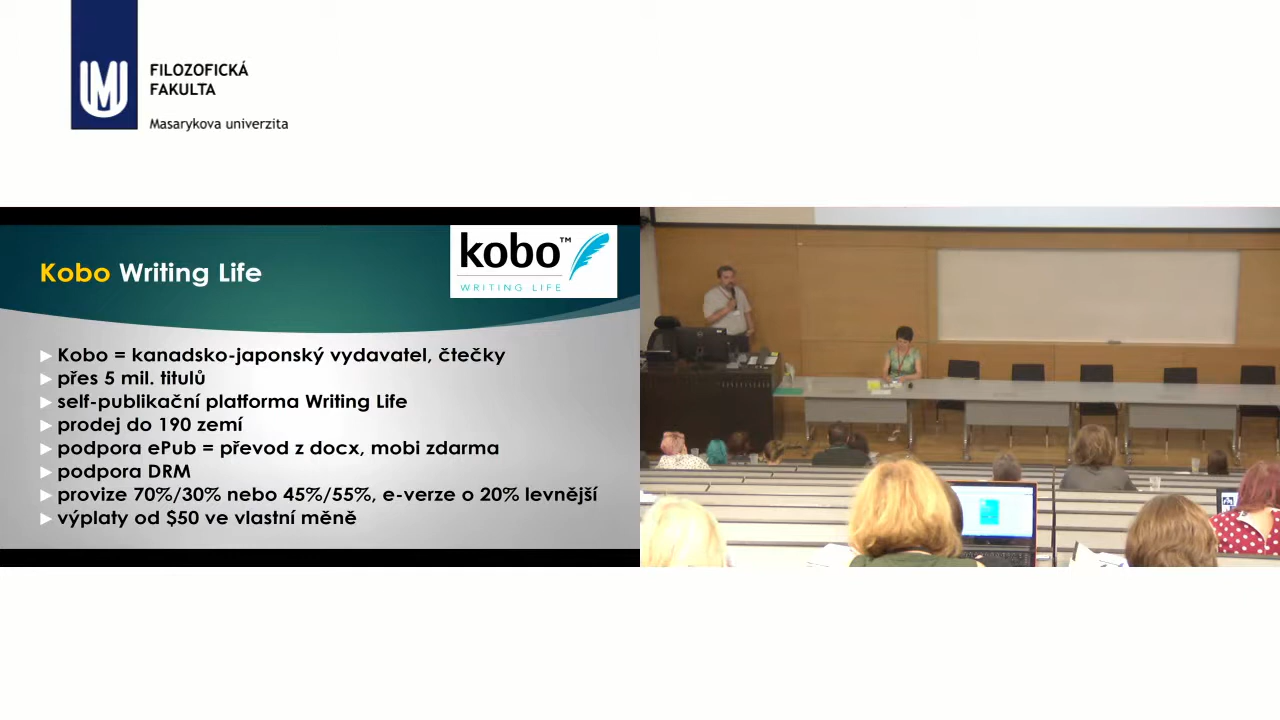 FILOZOFICKÁ
FAKULTA
Masarykova univerzita
Kobo Writing Life
kobo™
WRITING LIFE
Kobo = kanadsko-japonský vydavatel, čtečky
přes 5 mil. titulů
self-publikační platforma Writing Life
prodej do 190 zemí
podpora ePub = převod z docx, mobi zdarma
podpora DRM
provize 70%/30% nebo 45%/55%, e-verze o 20% levnější
výplaty od $50 ve vlastní měně